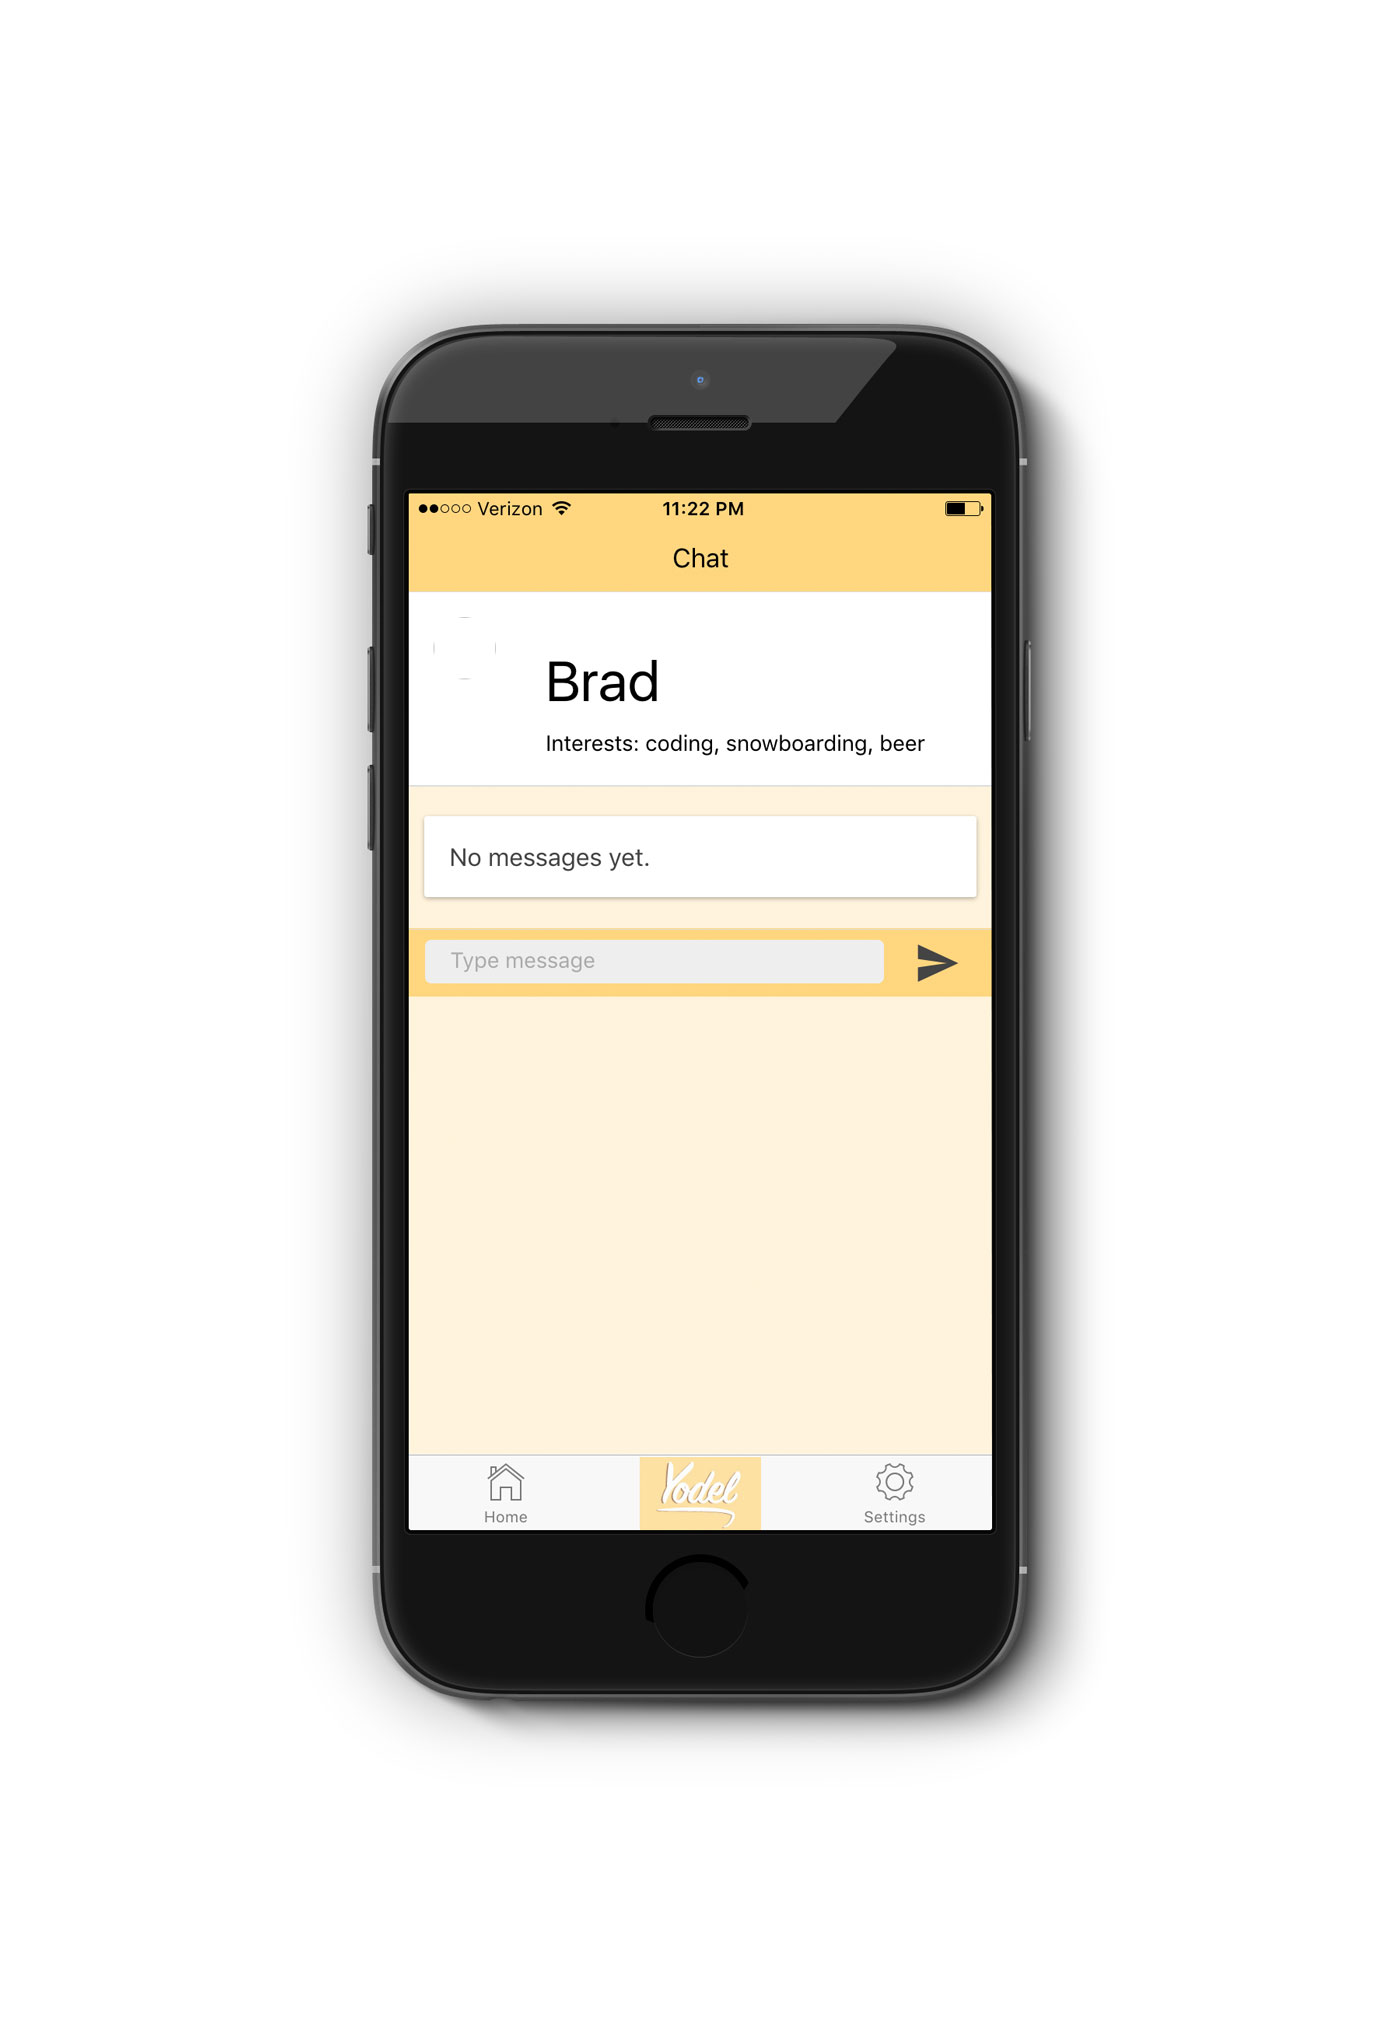 Verizon 11:22 PM
Chat
Brad
Interests: coding, snowboarding, beer
No messages yet.
Type message
Home
Yodel
Settings